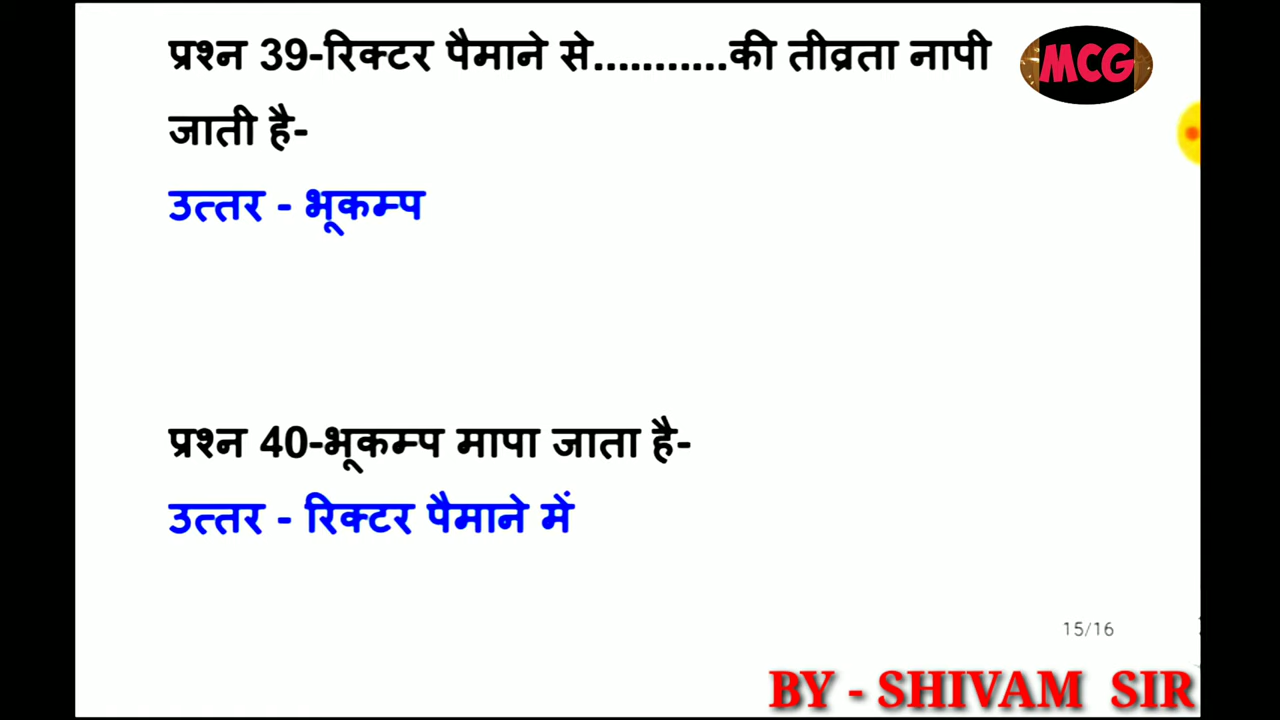 प्रश्न 39-रिक्टर पैमाने से...........की तीव्रता नापी
MCG
जाती है-
उत्तर - भूकम्प
प्रश्न 40-भूकम्प मापा जाता है-
उत्तर - रिक्टर पैमाने में
15/16
BY - SHIVAM SIR